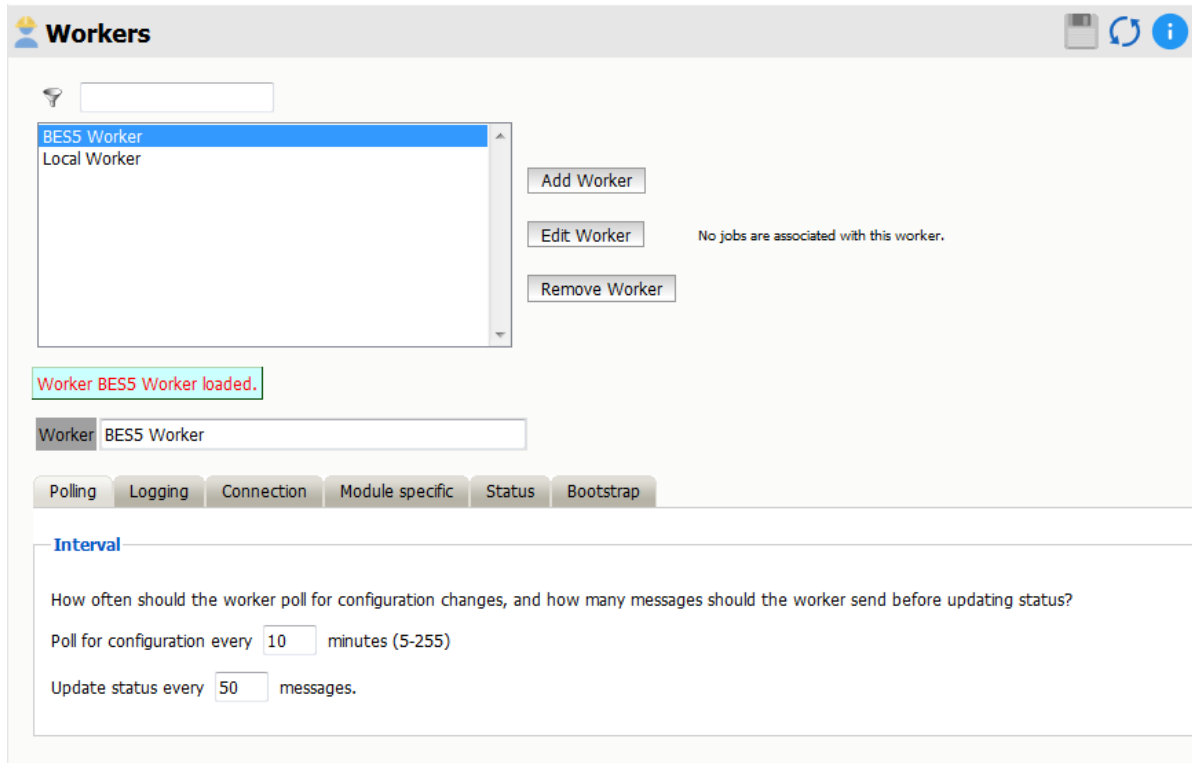 Workers
BES5 Worker
Local Worker
Add Worker
Edit Worker
No jobs are associated with this worker.
Remove Worker
Worker BES5 Worker loaded.
Worker BES5 Worker
Polling Logging Connection Module specific Status Bootstrap
Interval
How often should the worker poll for configuration changes, and how many messages should the worker send before updating status?
Poll for configuration every 10 minutes (5-255)
Update status every 50 messages.